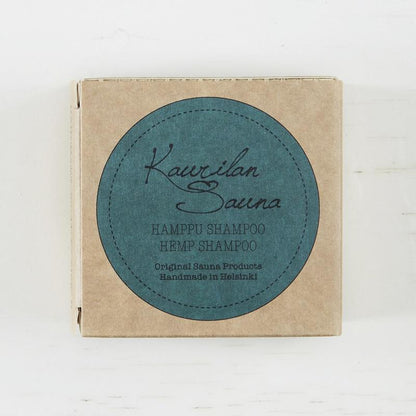 Kaurilan
Sauna
HAMPPU SHAMPOO
HEMP SHAMPOO
Original Sauna Products
Handmade in Helsinki